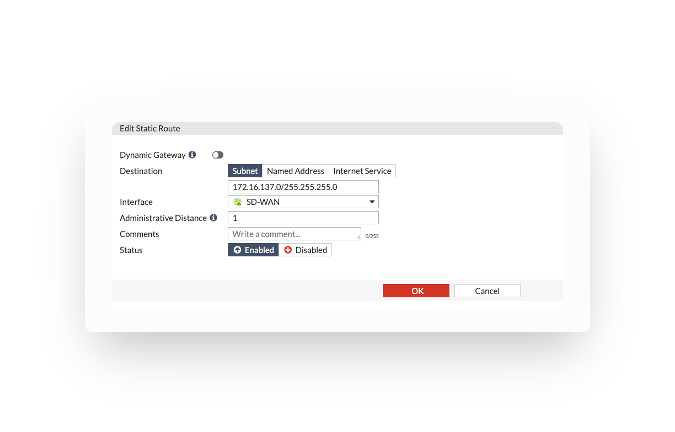 Edit Static Route
Dynamic Gateway
Destination Subnet Named Address Internet Service
172.16.137.0/255.255.255.0
Interface SD-WAN
Administrative Distance 1
Comments Write a comment... 0/255
Status Enabled Disabled
OK Cancel